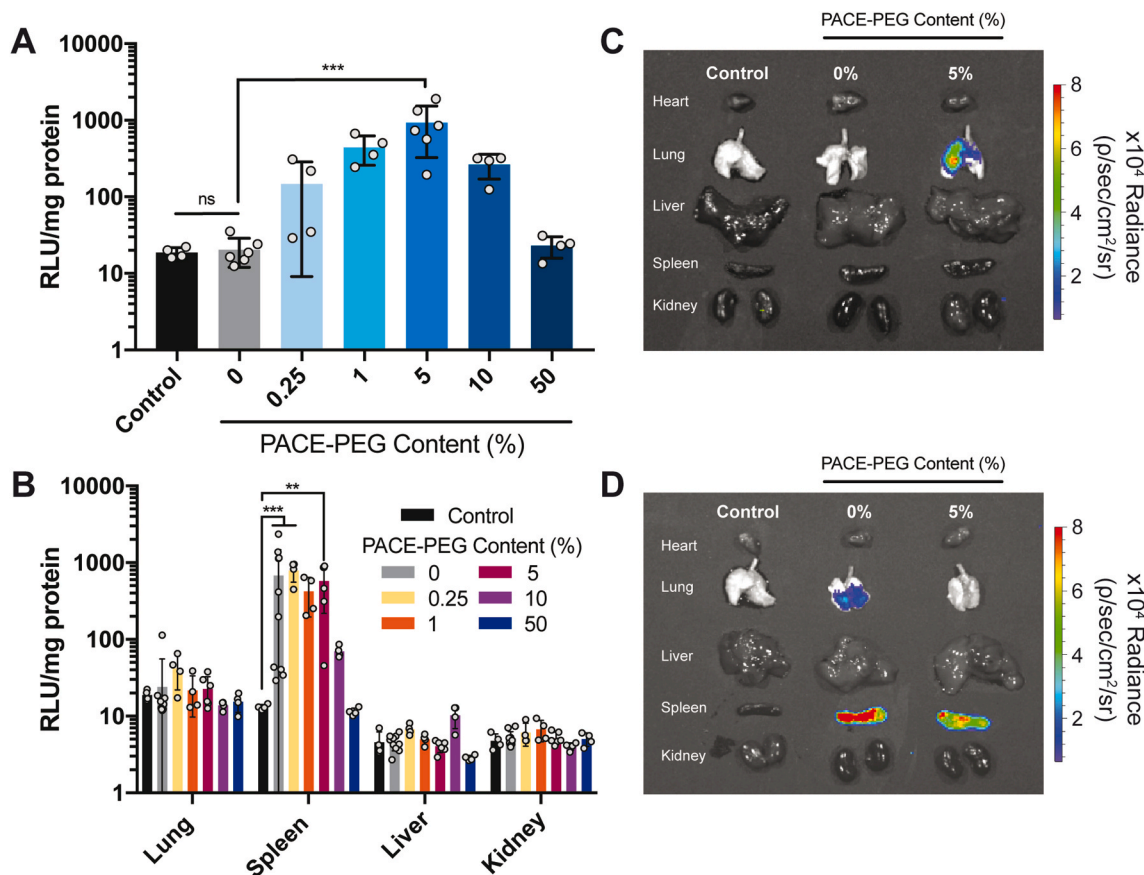 A
RLU/mg protein
10000
1000
100
10
1
ns
***
Control
0
0.25
1
5
10
50
PACE-PEG Content (%)
B
RLU/mg protein
10000
1000
100
10
1
***
**
Control
PACE-PEG Content (%)
0
5
0.25
10
1
50
Lung
Spleen
Liver
Kidney
C
PACE-PEG Content (%)
Control 0% 5%
Heart
Lung
Liver
Spleen
Kidney
8
6
4
2
x10⁴ Radiance
(p/sec/cm²/sr)
D
PACE-PEG Content (%)
Control 0% 5%
Heart
Lung
Liver
Spleen
Kidney
8
6
4
2
x10⁴ Radiance
(p/sec/cm²/sr)